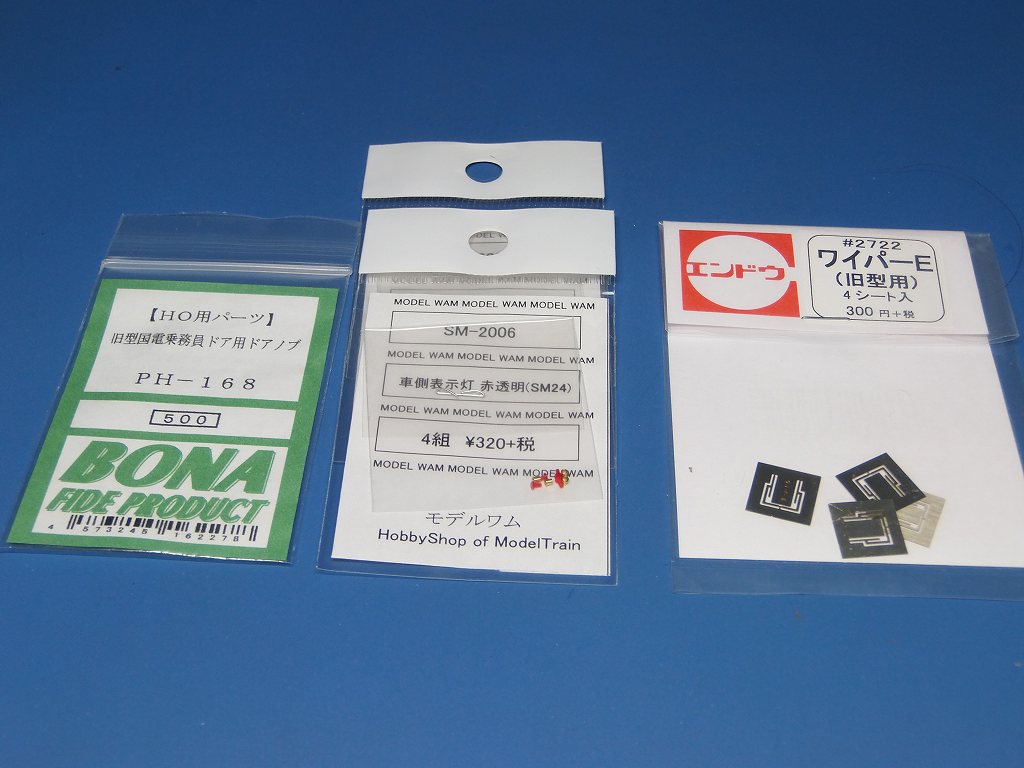 【HO用パーツ】
旧型国電乗務員ドア用ドアノブ
PH-168
500
BONA
FIDE PRODUCT
4 573245 162278
DEL W
MODEL WAM MODEL WAM MODEL WAM
SM-2006
MODEL WAM MODEL WAM MODEL WAM
車側表示灯 赤透明(SM24)
MODEL WAM MODEL WAM MODEL WAM
4組 ¥320+税
MODEL WAM MODEL WAM MODEL WAM
モデルワム
HobbyShop of ModelTrain
エンドウ
#2722
ワイパーE
(旧型用)
4シート入
300 円+税